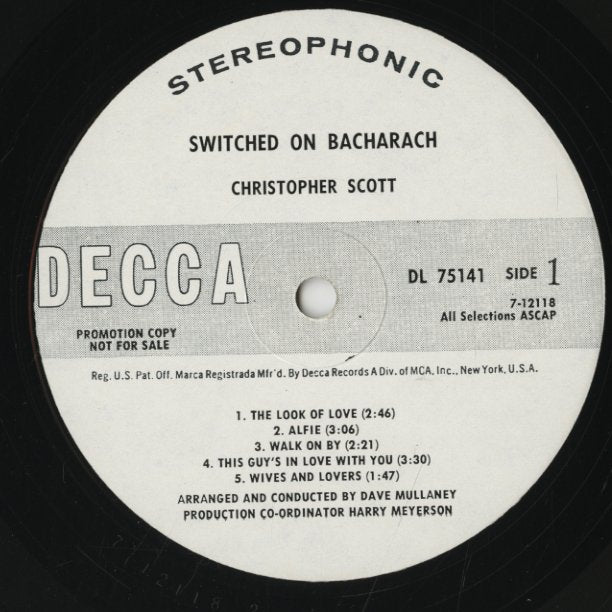 STEREOPHONIC
SWITCHED ON BACHARACH
CHRISTOPHER SCOTT
DECCA
DL 75141 SIDE 1
7-12118
All Selections ASCAP
PROMOTION COPY
NOT FOR SALE
Reg. U.S. Pat. Off. Marca Registrada Mfr'd. By Decca Records A Div. of MCA, Inc., New York, U.S.A.
1. THE LOOK OF LOVE (2:46)
2. ALFIE (3:06)
3. WALK ON BY (2:21)
4. THIS GUY'S IN LOVE WITH YOU (3:30)
5. WIVES AND LOVERS (1:47)
ARRANGED AND CONDUCTED BY DAVE MULLANEY
PRODUCTION CO-ORDINATOR HARRY MEYERSON